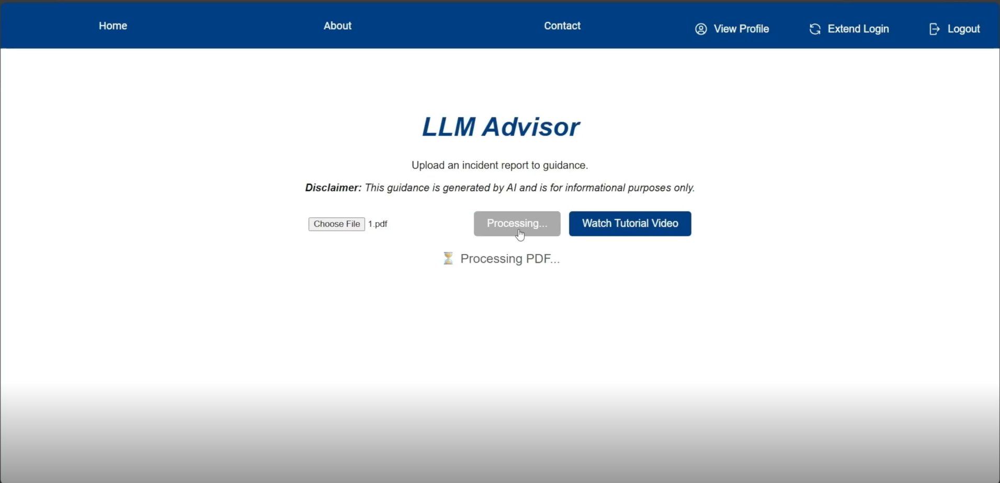 Home About Contact View Profile Extend Login Logout
LLM Advisor
Upload an incident report to guidance.
Disclaimer: This guidance is generated by AI and is for informational purposes only.
Choose File 1.pdf Processing... Watch Tutorial Video
⏳ Processing PDF...